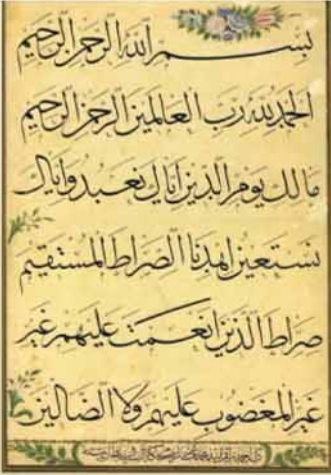 بسم الله الرحمن الرحيم
الحمد لله رب العالمين الرحمن الرحيم
مالك يوم الدين اياك نعبد واياك
نستعين اهدنا الصراط المستقيم
صراط الذين انعمت عليهم غير
غير المغضوب عليهم ولا الضالين